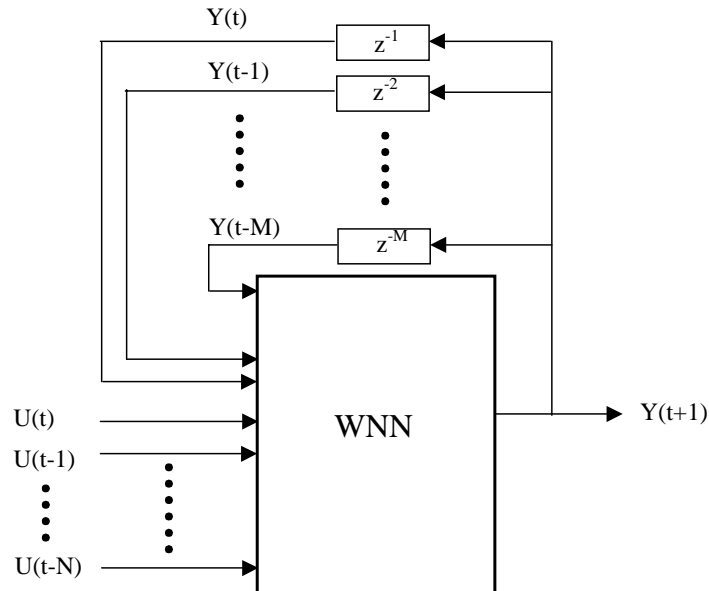 Y(t)
z⁻¹
Y(t-1)
z⁻²
Y(t-M)
z⁻ᴹ
WNN
Y(t+1)
U(t)
U(t-1)
U(t-N)